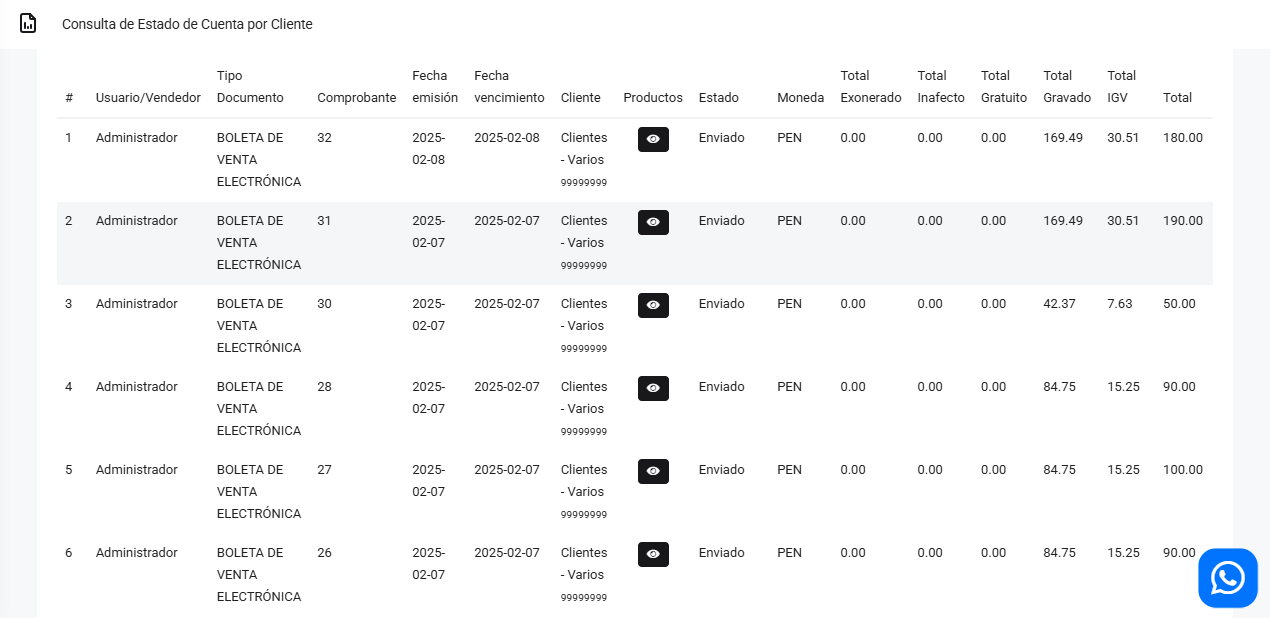 Consulta de Estado de Cuenta por Cliente
# Usuario/Vendedor Tipo Documento Comprobante Fecha emisión Fecha vencimiento Cliente Productos Estado Moneda Total Exonerado Total Inafecto Total Gratuito Total Gravado Total IGV Total
1 Administrador BOLETA DE VENTA ELECTRÓNICA 32 2025-02-08 2025-02-08 Clientes - Varios 99999999 Enviado PEN 0.00 0.00 0.00 169.49 30.51 180.00
2 Administrador BOLETA DE VENTA ELECTRÓNICA 31 2025-02-07 2025-02-07 Clientes - Varios 99999999 Enviado PEN 0.00 0.00 0.00 169.49 30.51 190.00
3 Administrador BOLETA DE VENTA ELECTRÓNICA 30 2025-02-07 2025-02-07 Clientes - Varios 99999999 Enviado PEN 0.00 0.00 0.00 42.37 7.63 50.00
4 Administrador BOLETA DE VENTA ELECTRÓNICA 28 2025-02-07 2025-02-07 Clientes - Varios 99999999 Enviado PEN 0.00 0.00 0.00 84.75 15.25 90.00
5 Administrador BOLETA DE VENTA ELECTRÓNICA 27 2025-02-07 2025-02-07 Clientes - Varios 99999999 Enviado PEN 0.00 0.00 0.00 84.75 15.25 100.00
6 Administrador BOLETA DE VENTA ELECTRÓNICA 26 2025-02-07 2025-02-07 Clientes - Varios 99999999 Enviado PEN 0.00 0.00 0.00 84.75 15.25 90.00